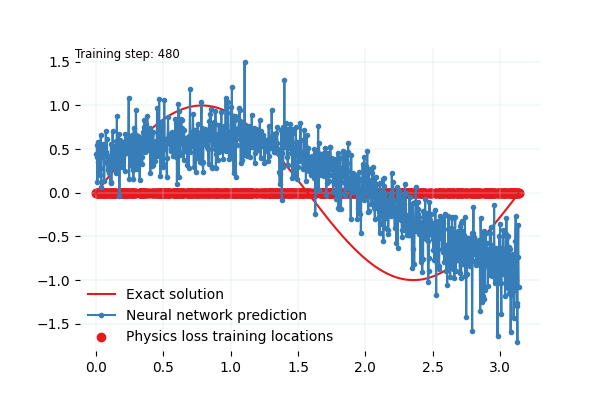 Training step: 480
1.5
1.0
0.5
0.0
−0.5
−1.0
−1.5
Exact solution
Neural network prediction
Physics loss training locations
0.0 0.5 1.0 1.5 2.0 2.5 3.0